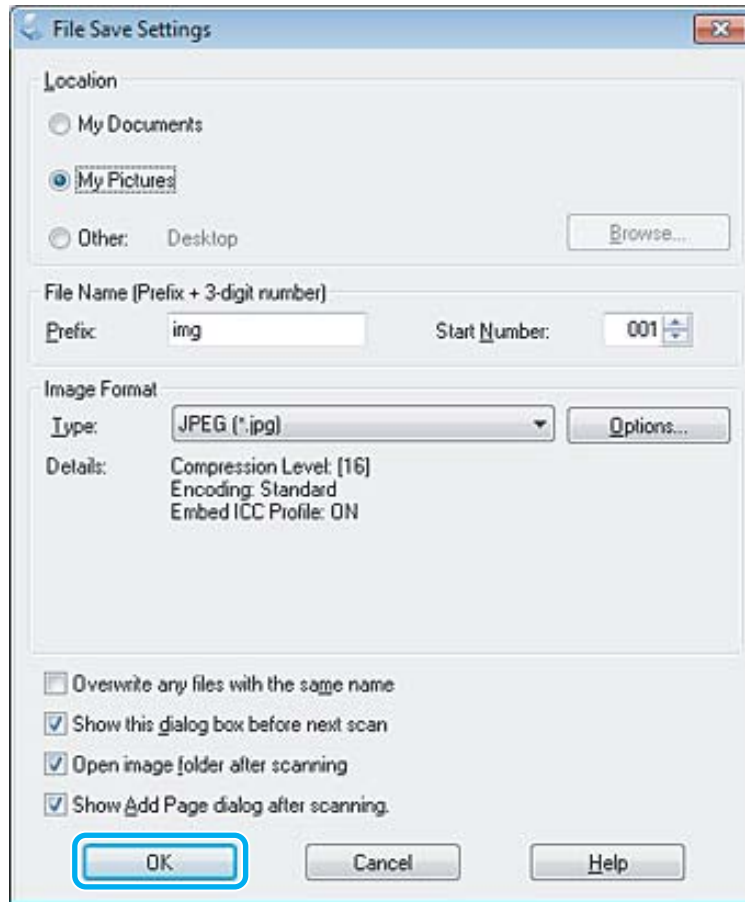 File Save Settings
Location
My Documents
My Pictures
Other: Desktop Browse...
File Name (Prefix + 3-digit number)
Prefix: img Start Number: 001
Image Format
Type: JPEG (*.jpg) Options...
Details: Compression Level: [16]
Encoding: Standard
Embed ICC Profile: ON
Overwrite any files with the same name
Show this dialog box before next scan
Open image folder after scanning
Show Add Page dialog after scanning.
OK Cancel Help